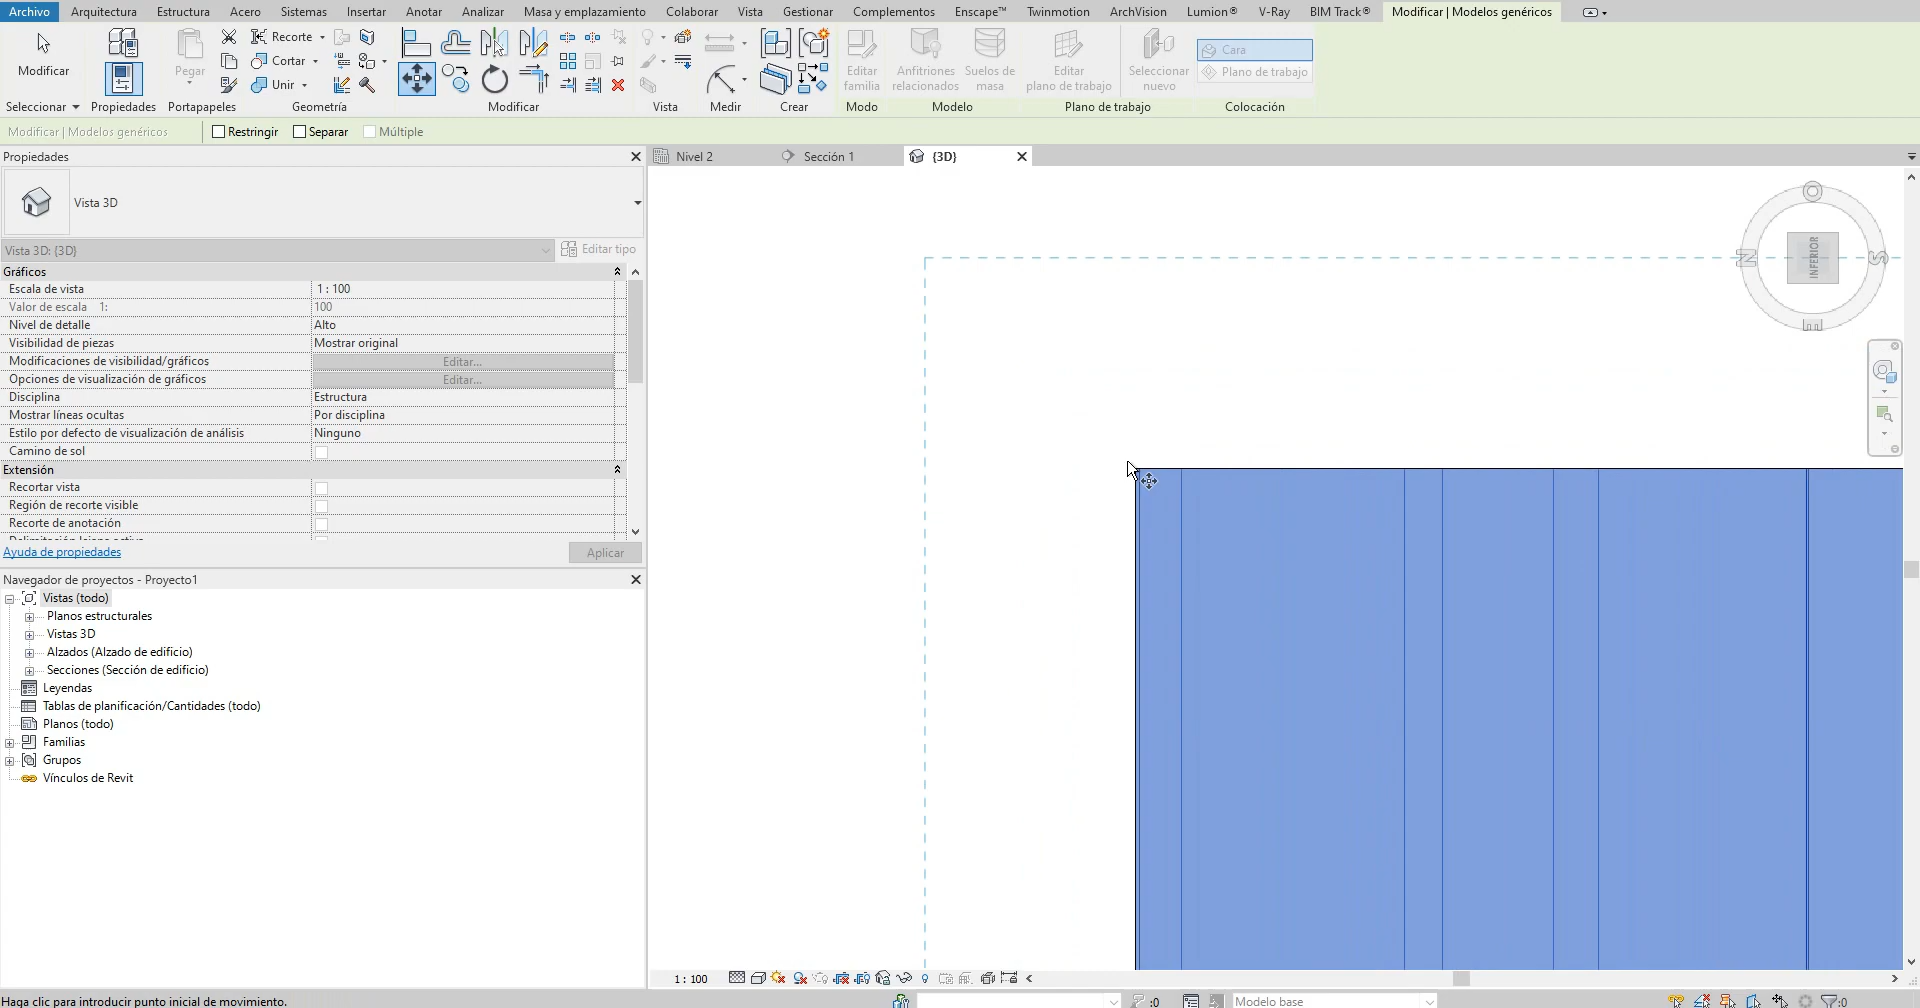 Archivo Arquitectura Estructura Acero Sistemas Insertar Anotar Analizar Masa y emplazamiento Colaborar Vista Gestionar Complementos Enscape™ Twinmotion ArchVision Lumion® V-Ray BIM Track® Modificar | Modelos genéricos
Modificar Pegar Recorte Cortar Unir Editar familia Anfitriones relacionados Suelos de masa Editar plano de trabajo Seleccionar nuevo Cara Plano de trabajo
Seleccionar Propiedades Portapapeles Geometría Modificar Vista Medir Crear Modo Modelo Plano de trabajo Colocación
Modificar | Modelos genéricos Restringir Separar Múltiple
Propiedades Nivel 2 Sección 1 {3D}
Vista 3D
Vista 3D: {3D} Editar tipo
Gráficos
Escala de vista 1 : 100
Valor de escala 1: 100
Nivel de detalle Alto
Visibilidad de piezas Mostrar original
Modificaciones de visibilidad/gráficos Editar...
Opciones de visualización de gráficos Editar...
Disciplina Estructura
Mostrar líneas ocultas Por disciplina
Estilo por defecto de visualización de análisis Ninguno
Camino de sol
Extensión
Recortar vista
Región de recorte visible
Recorte de anotación
Ayuda de propiedades Aplicar
Navegador de proyectos - Proyecto1
Vistas (todo)
Planos estructurales
Vistas 3D
Alzados (Alzado de edificio)
Secciones (Sección de edificio)
Leyendas
Tablas de planificación/Cantidades (todo)
Planos (todo)
Familias
Grupos
Vínculos de Revit
O
N INFERIOR S
E
1 : 100
Haga clic para introducir punto inicial de movimiento. :0 Modelo base :0